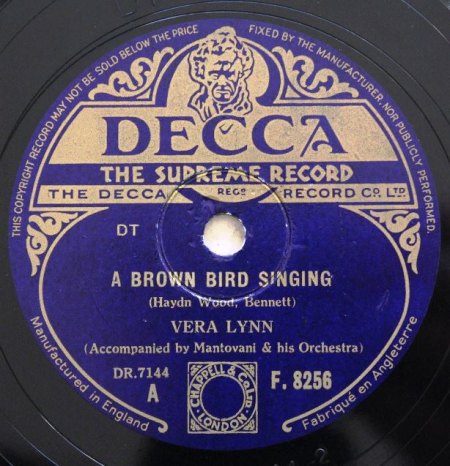 THIS COPYRIGHT RECORD MAY NOT BE SOLD BELOW THE PRICE FIXED BY THE MANUFACTURER, NOR PUBLICLY PERFORMED.
DECCA
THE SUPREME RECORD
THE DECCA REGD RECORD CO. LTD.
DT
A BROWN BIRD SINGING
(Haydn Wood, Bennett)
VERA LYNN
(Accompanied by Mantovani & his Orchestra)
DR.7144
A
F. 8256
CHAPPELL & Co. Ltd.
LONDON
Manufactured in England
Fabriqué en Angleterre
2